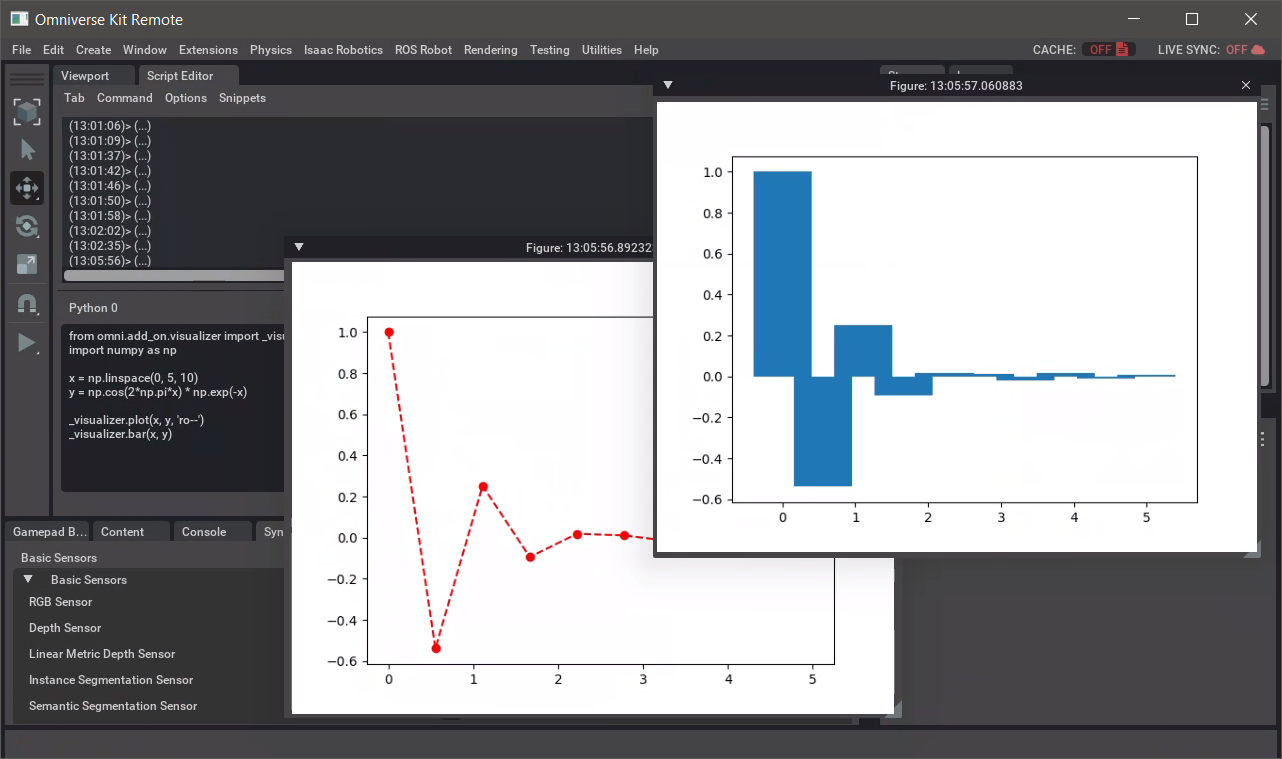 Omniverse Kit Remote
File Edit Create Window Extensions Physics Isaac Robotics ROS Robot Rendering Testing Utilities Help CACHE: OFF LIVE SYNC: OFF
Viewport Script Editor
Tab Command Options Snippets
(13:01:06)> (...)
(13:01:09)> (...)
(13:01:37)> (...)
(13:01:42)> (...)
(13:01:46)> (...)
(13:01:50)> (...)
(13:01:58)> (...)
(13:02:02)> (...)
(13:02:35)> (...)
(13:05:56)> (...)
Python 0
from omni.add_on.visualizer import
import numpy as np
x = np.linspace(0, 5, 10)
y = np.cos(2*np.pi*x) * np.exp(-x)
_visualizer.plot(x, y, 'ro--')
_visualizer.bar(x, y)
Gamepad B... Content Console Syn
Basic Sensors
Basic Sensors
RGB Sensor
Depth Sensor
Linear Metric Depth Sensor
Instance Segmentation Sensor
Semantic Segmentation Sensor
Figure: 13:05:56.89232
1.0
0.8
0.6
0.4
0.2
0.0
−0.2
−0.4
−0.6
0 1 2 3 4 5
Figure: 13:05:57.060883
1.0
0.8
0.6
0.4
0.2
0.0
−0.2
−0.4
−0.6
0 1 2 3 4 5